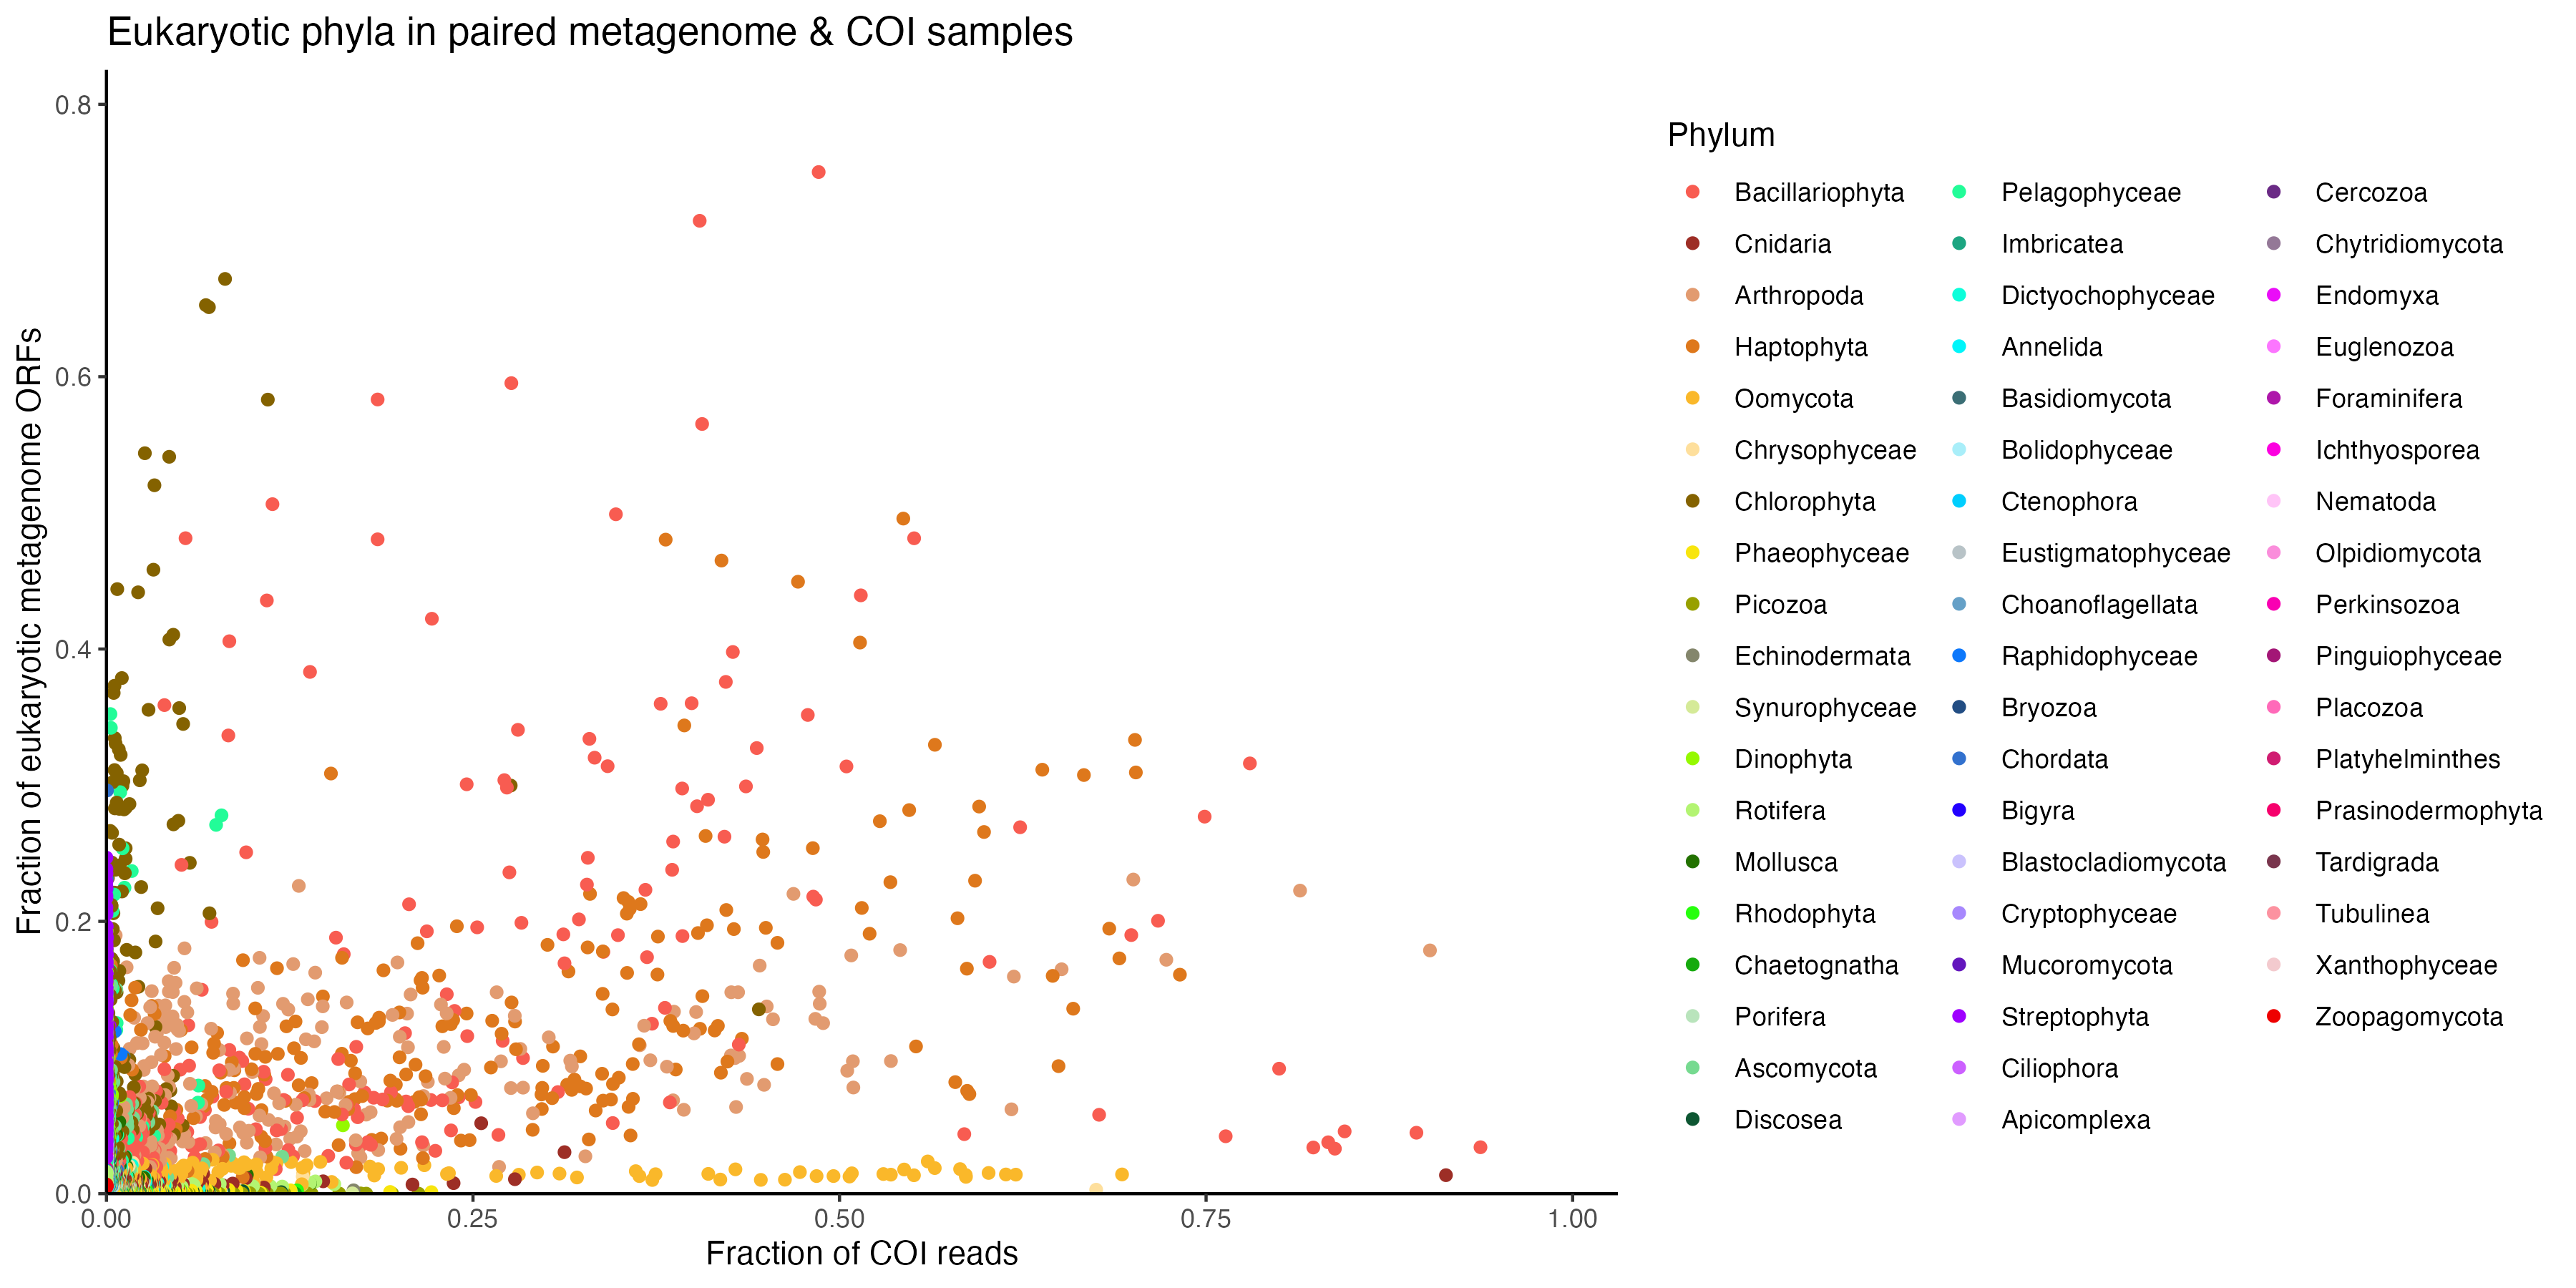 Eukaryotic phyla in paired metagenome & COI samples
Fraction of eukaryotic metagenome ORFs
0.8
0.6
0.4
0.2
0.0
0.00 0.25 0.50 0.75 1.00
Fraction of COI reads
Phylum
Bacillariophyta Pelagophyceae Cercozoa
Cnidaria Imbricatea Chytridiomycota
Arthropoda Dictyochophyceae Endomyxa
Haptophyta Annelida Euglenozoa
Oomycota Basidiomycota Foraminifera
Chrysophyceae Bolidophyceae Ichthyosporea
Chlorophyta Ctenophora Nematoda
Phaeophyceae Eustigmatophyceae Olpidiomycota
Picozoa Choanoflagellata Perkinsozoa
Echinodermata Raphidophyceae Pinguiophyceae
Synurophyceae Bryozoa Placozoa
Dinophyta Chordata Platyhelminthes
Rotifera Bigyra Prasinodermophyta
Mollusca Blastocladiomycota Tardigrada
Rhodophyta Cryptophyceae Tubulinea
Chaetognatha Mucoromycota Xanthophyceae
Porifera Streptophyta Zoopagomycota
Ascomycota Ciliophora
Discosea Apicomplexa